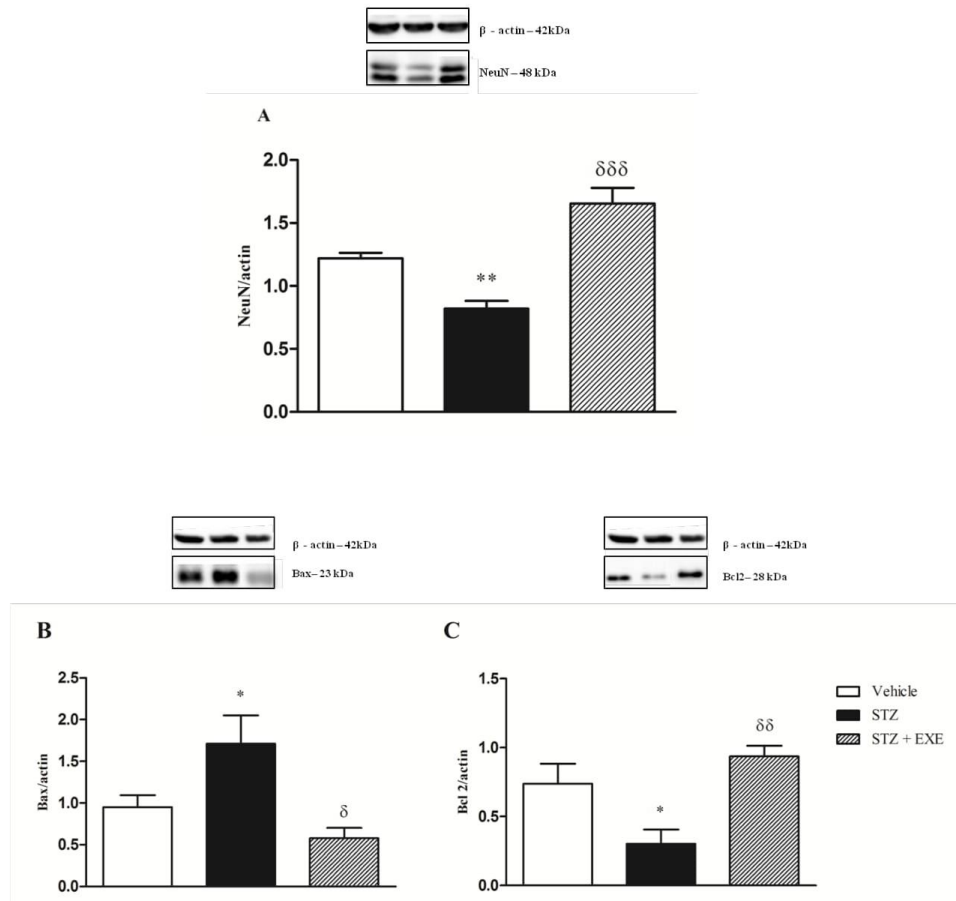 β - actin – 42kDa
NeuN – 48 kDa
A
δδδ
**
2.0
1.5
1.0
0.5
0.0
NeuN/actin
β - actin – 42kDa
Bax – 23 kDa
β - actin – 42kDa
Bcl2 – 28 kDa
B
*
δ
2.5
2.0
1.5
1.0
0.5
0.0
Bax/actin
C
δδ
*
1.5
1.0
0.5
0.0
Bcl 2/actin
Vehicle
STZ
STZ + EXE